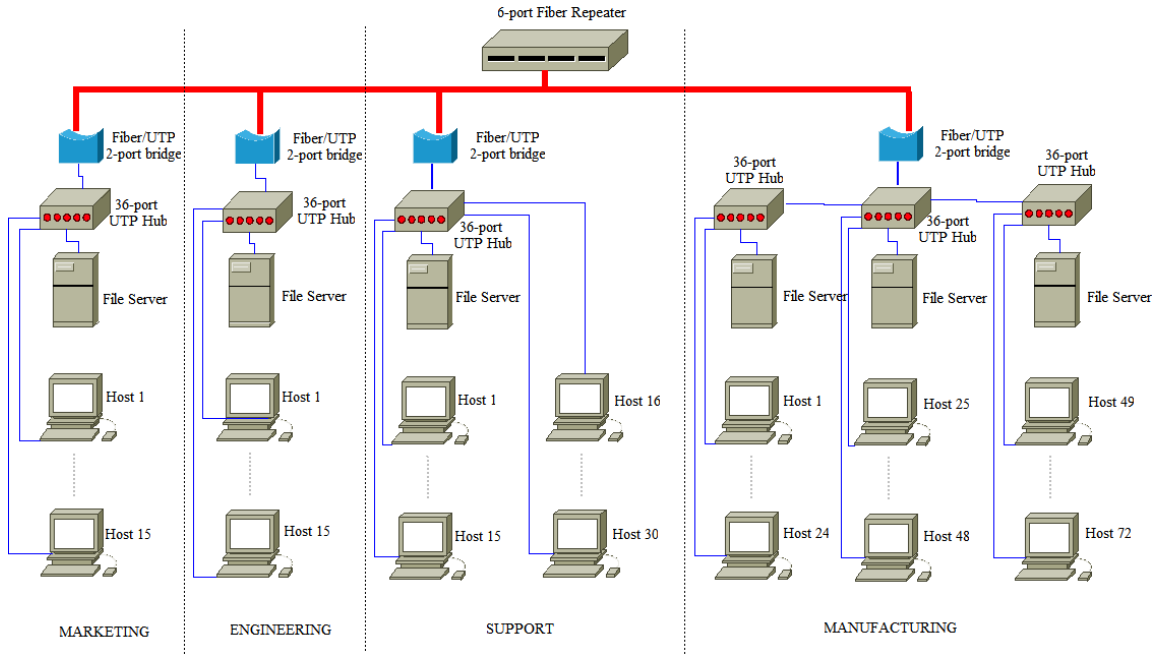 6-port Fiber Repeater
Fiber/UTP
2-port bridge
Fiber/UTP
2-port bridge
Fiber/UTP
2-port bridge
Fiber/UTP
2-port bridge
36-port
UTP Hub
36-port
UTP Hub
36-port
UTP Hub
36-port
UTP Hub
36-port
UTP Hub
36-port
UTP Hub
File Server
File Server
File Server
File Server
File Server
File Server
Host 1
Host 1
Host 1
Host 16
Host 1
Host 25
Host 49
Host 15
Host 15
Host 15
Host 30
Host 24
Host 48
Host 72
MARKETING
ENGINEERING
SUPPORT
MANUFACTURING